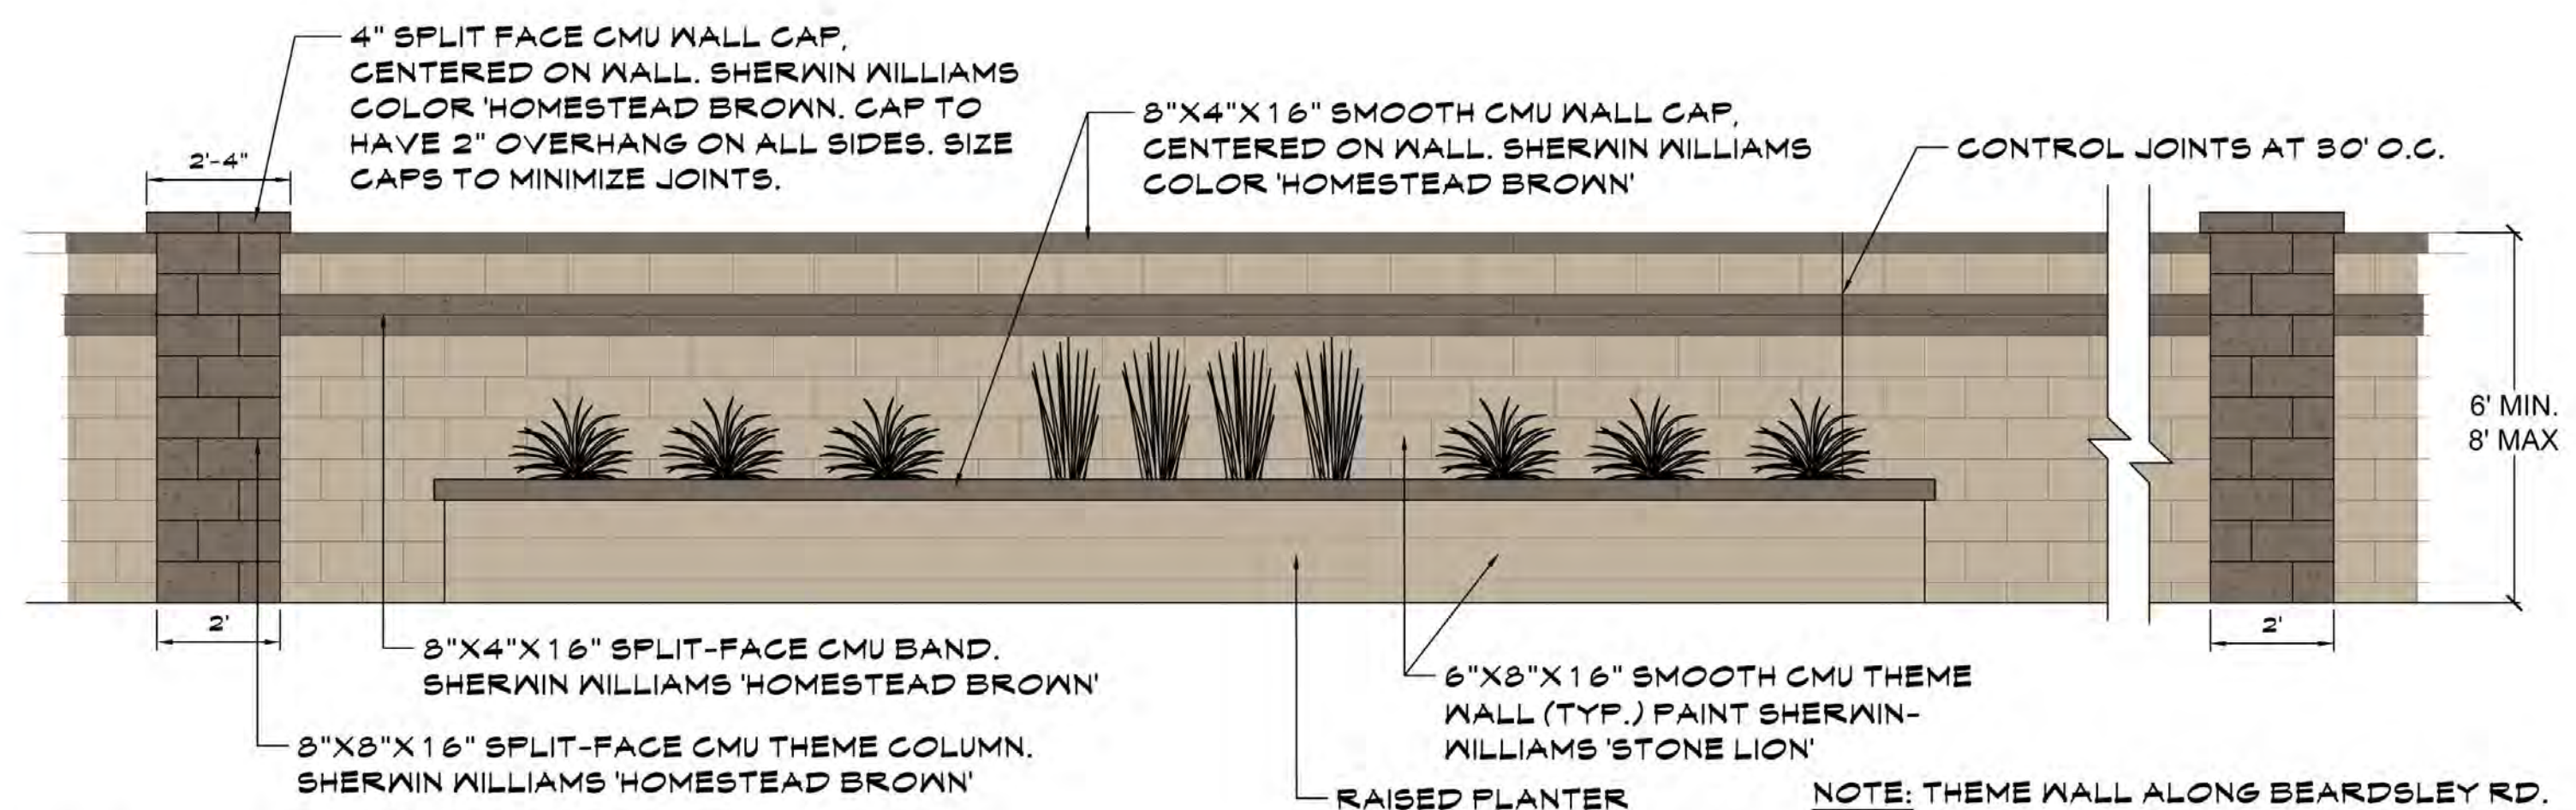 4" SPLIT FACE CMU WALL CAP,
CENTERED ON WALL. SHERWIN WILLIAMS
COLOR 'HOMESTEAD BROWN. CAP TO
HAVE 2" OVERHANG ON ALL SIDES. SIZE
CAPS TO MINIMIZE JOINTS.
8"X4"X16" SMOOTH CMU WALL CAP,
CENTERED ON WALL. SHERWIN WILLIAMS
COLOR 'HOMESTEAD BROWN'
CONTROL JOINTS AT 30' O.C.
2'-4"
6' MIN.
8' MAX
2'
2'
8"X4"X16" SPLIT-FACE CMU BAND.
SHERWIN WILLIAMS 'HOMESTEAD BROWN'
6"X8"X16" SMOOTH CMU THEME
WALL (TYP.) PAINT SHERWIN-
WILLIAMS 'STONE LION'
8"X8"X16" SPLIT-FACE CMU THEME COLUMN.
SHERWIN WILLIAMS 'HOMESTEAD BROWN'
RAISED PLANTER
NOTE: THEME WALL ALONG BEARDSLEY RD.